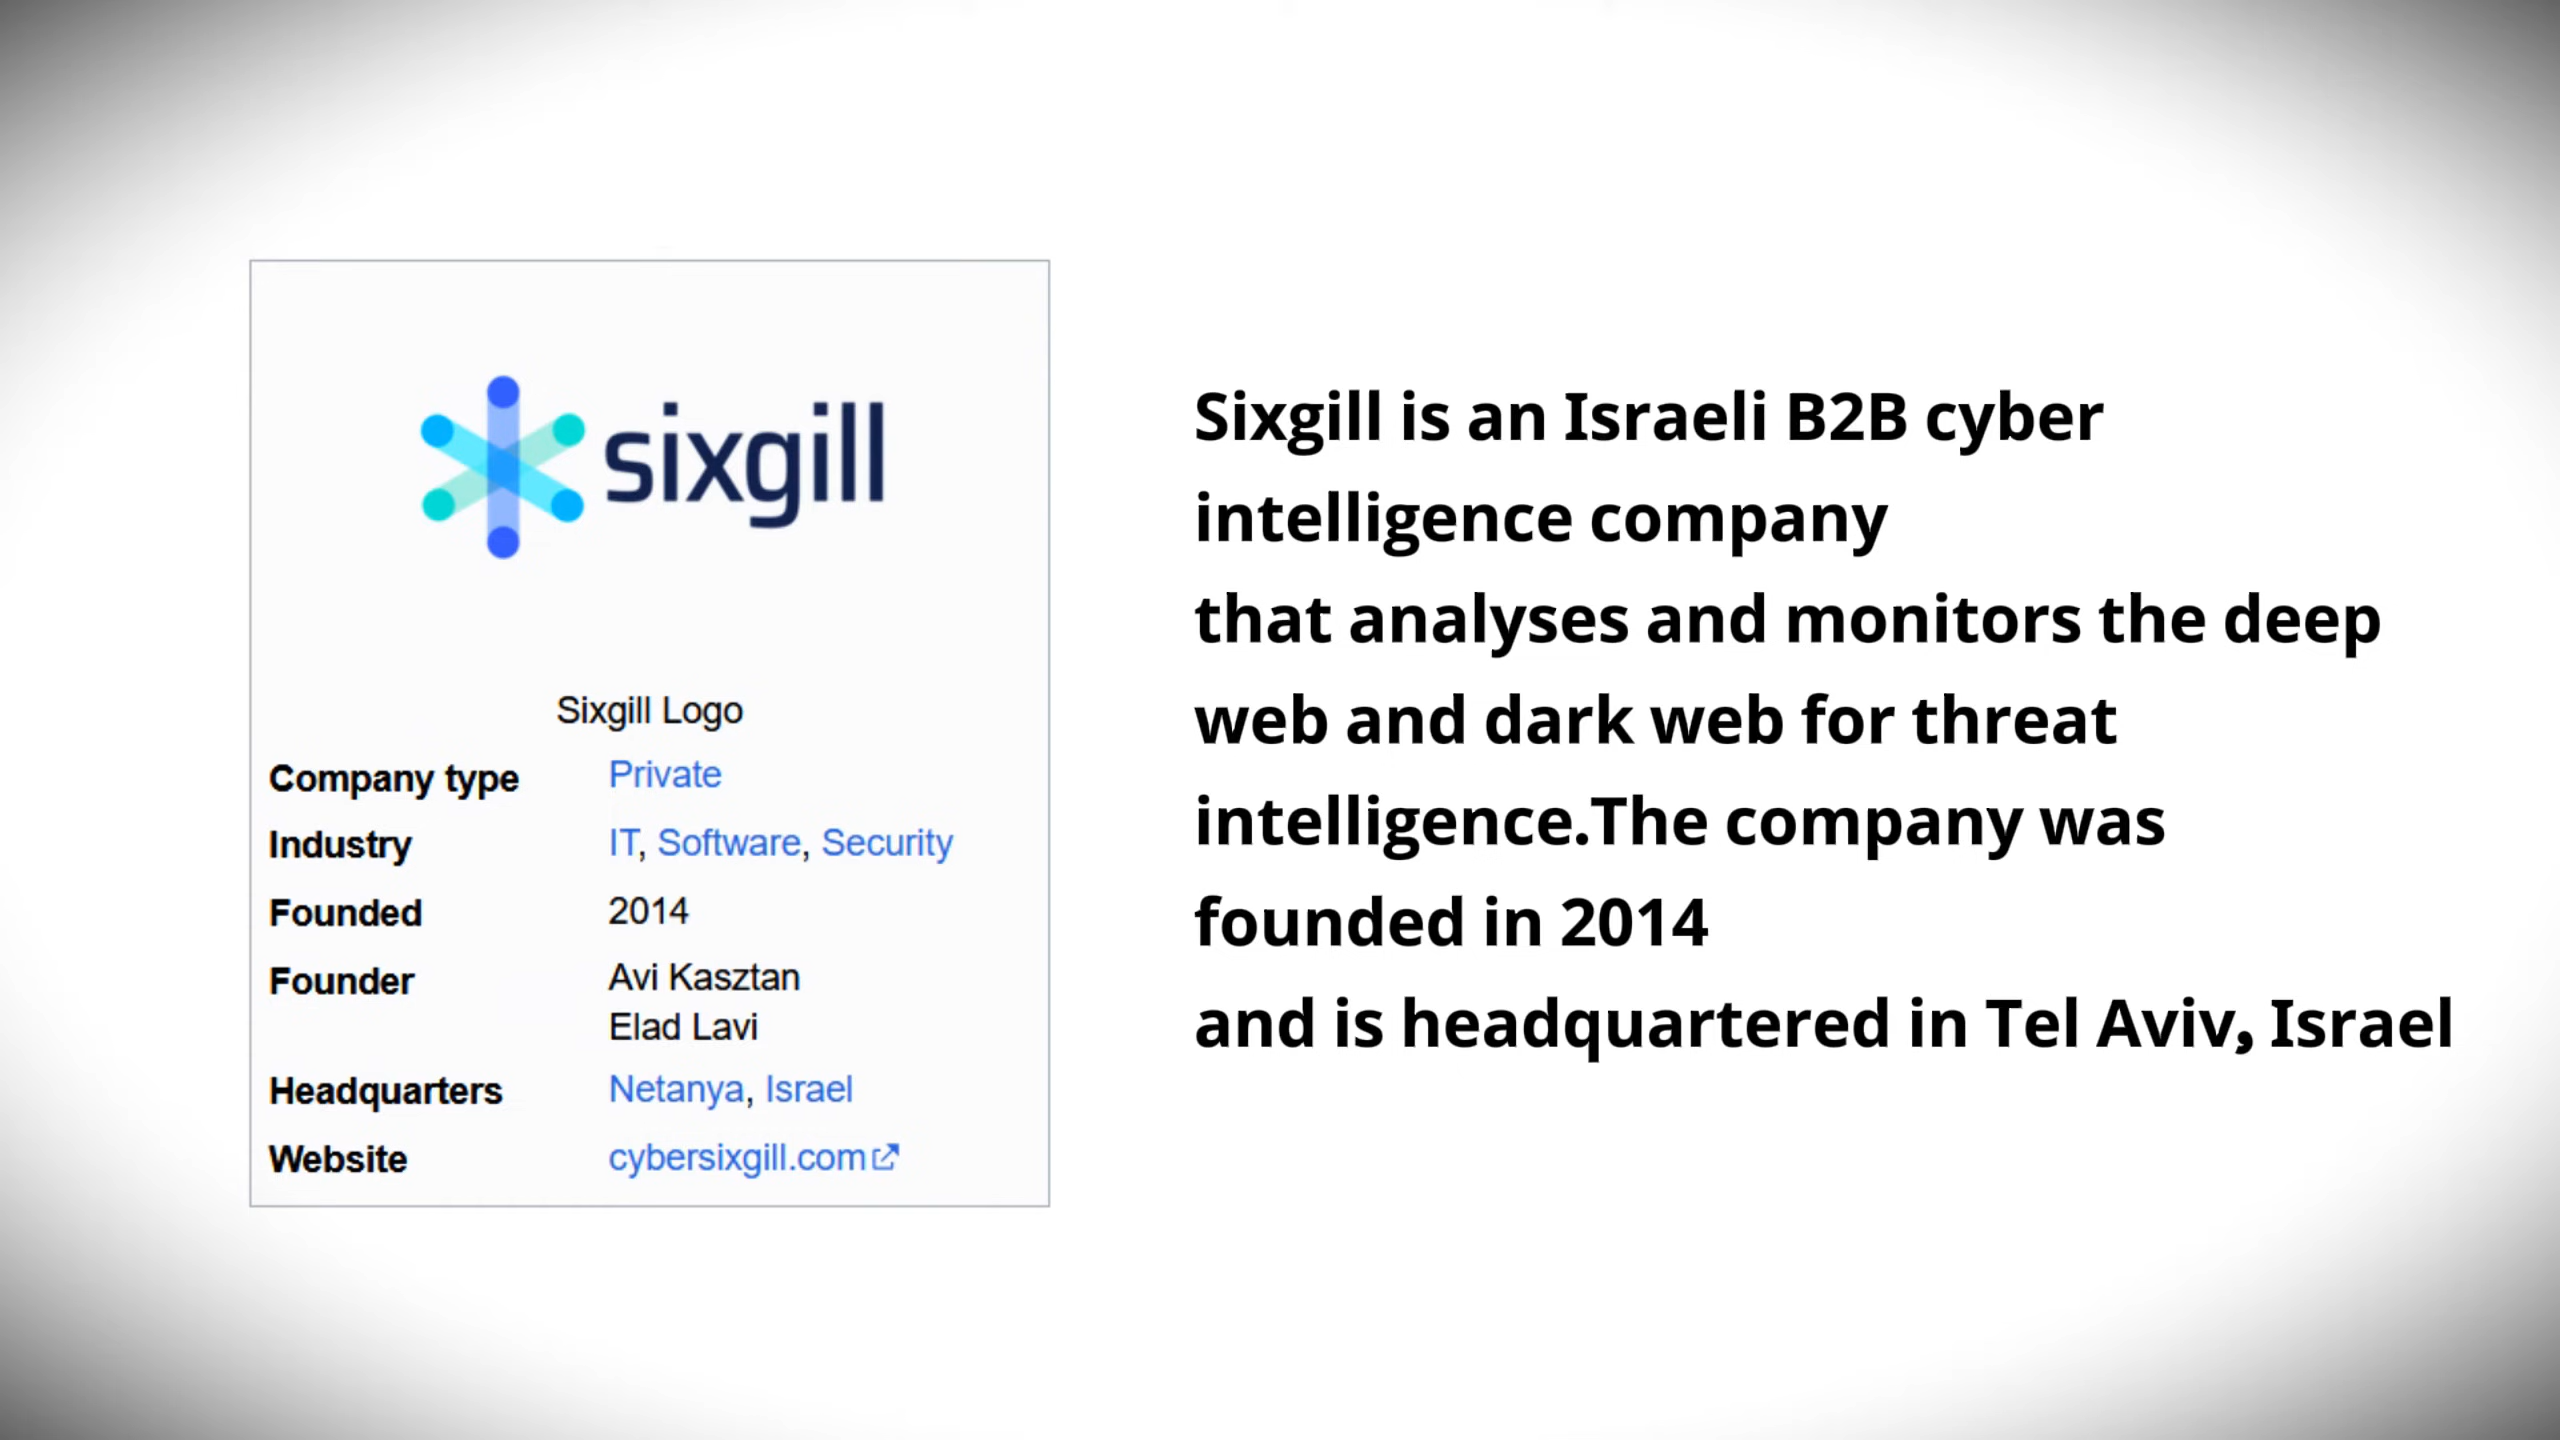 sixgill
Sixgill Logo
Company type Private
Industry IT, Software, Security
Founded 2014
Founder Avi Kasztan
Elad Lavi
Headquarters Netanya, Israel
Website cybersixgill.com
Sixgill is an Israeli B2B cyber
intelligence company
that analyses and monitors the deep
web and dark web for threat
intelligence.The company was
founded in 2014
and is headquartered in Tel Aviv, Israel